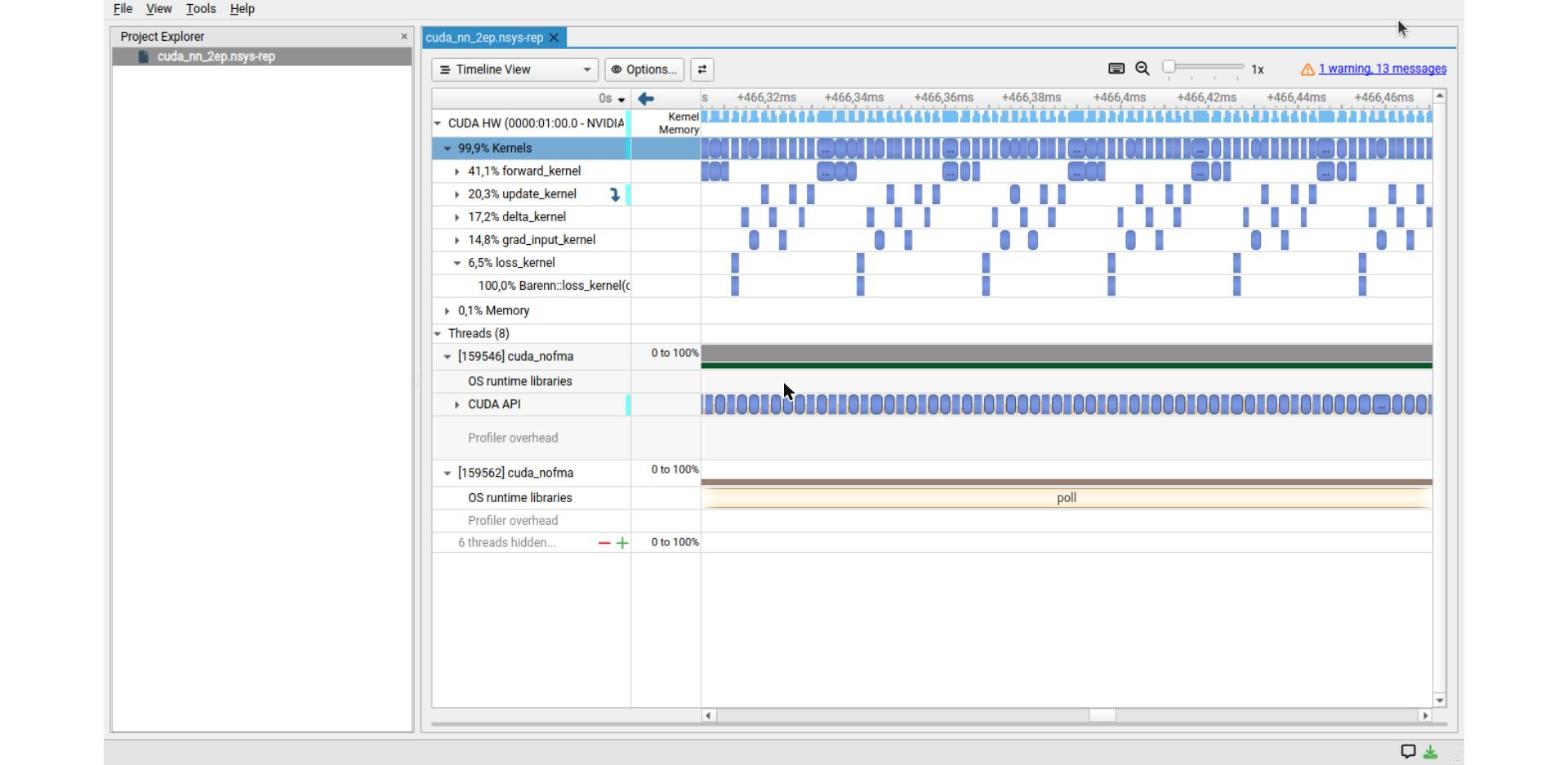 File View Tools Help
Project Explorer ×
cuda_nn_2ep.nsys-rep
cuda_nn_2ep.nsys-rep ×
Timeline View Options... 1x 1 warning, 13 messages
0s s +466,32ms +466,34ms +466,36ms +466,38ms +466,4ms +466,42ms +466,44ms +466,46ms
CUDA HW (0000:01:00.0 - NVIDIA Kernel
Memory
99,9% Kernels ... ... ... ... ...
41,1% forward_kernel ... ... ... ... ...
20,3% update_kernel
17,2% delta_kernel
14,8% grad_input_kernel
6,5% loss_kernel
100,0% Barenn::loss_kernel(c
0,1% Memory
Threads (8)
[159546] cuda_nofma 0 to 100%
OS runtime libraries
CUDA API ...
Profiler overhead
[159562] cuda_nofma 0 to 100%
OS runtime libraries poll
Profiler overhead
6 threads hidden... 0 to 100%